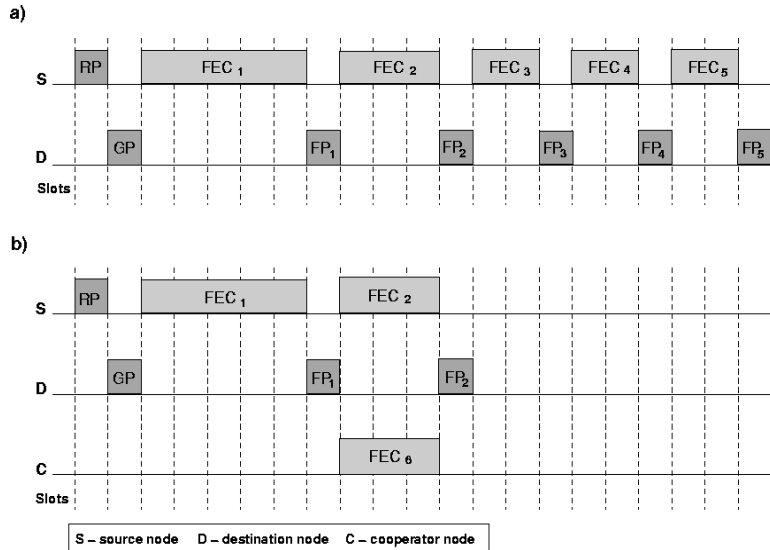 a)
RP FEC 1 FEC 2 FEC 3 FEC 4 FEC 5
S
GP FP1 FP2 FP3 FP4 FP5
D
Slots
b)
RP FEC 1 FEC 2
S
GP FP1 FP2
D
FEC 6
C
Slots
S – source node D – destination node C – cooperator node